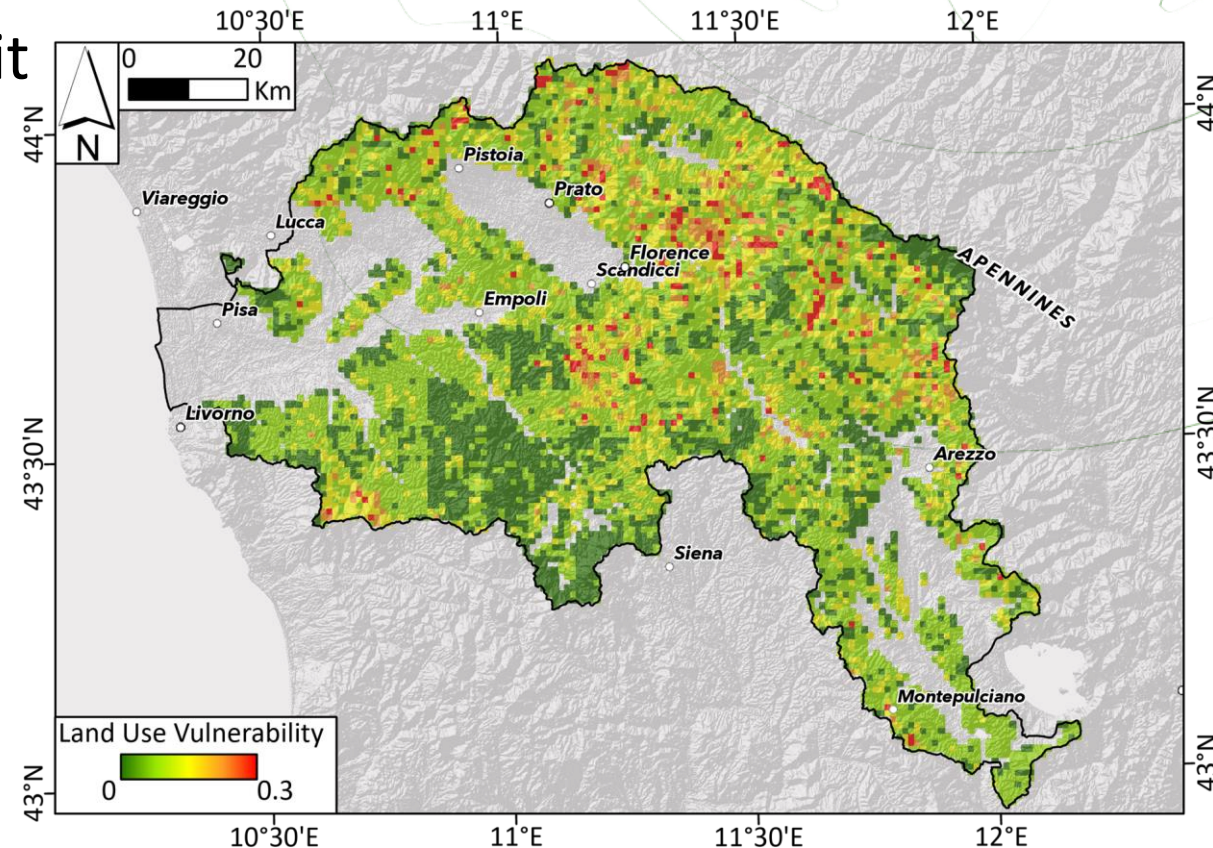 it
10°30'E 11°E 11°30'E 12°E
0 20
Km
N
44°N
44°N
Pistoia
Prato
Viareggio
Lucca
Florence
Scandicci
APENNINES
Empoli
Pisa
Livorno
43°30'N
43°30'N
Arezzo
Siena
Montepulciano
Land Use Vulnerability
0 0.3
43°N
43°N
10°30'E 11°E 11°30'E 12°E